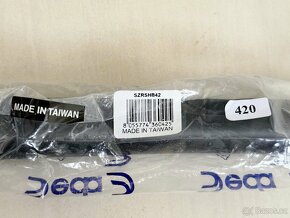 SZRSHB42
8 055774 360425
MADE IN TAIWAN
420
MADE IN TAIWAN
Deda
Deda